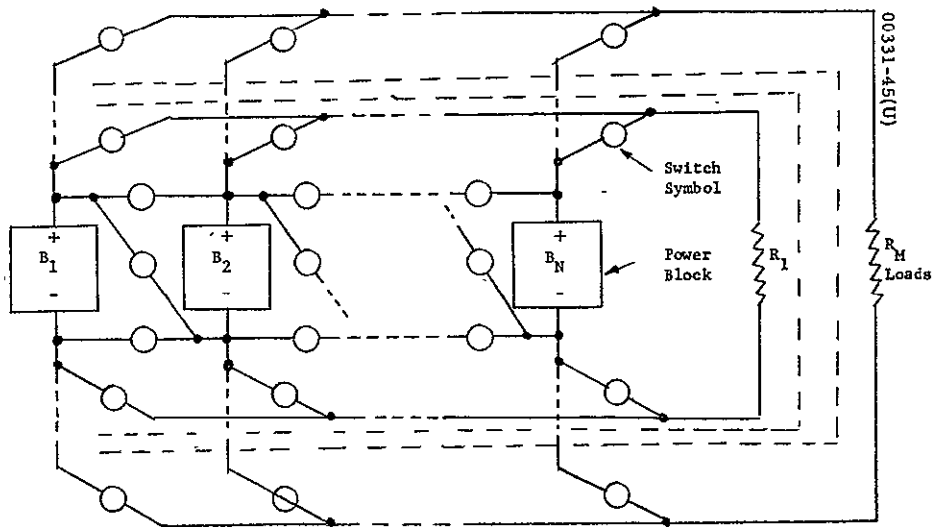 00331-45(U)
Switch
Symbol
+
B1
-
+
B2
-
+
BN
-
Power
Block
R1
RM
Loads